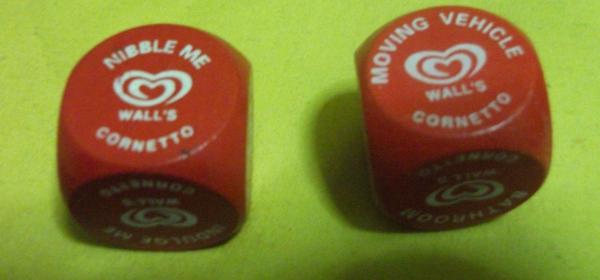 NIBBLE ME
WALL'S
CORNETTO
INDULGE ME
WALL'S
CORNETTO
MOVING VEHICLE
WALL'S
CORNETTO
BATHROOM
WALL'S
CORNETTO